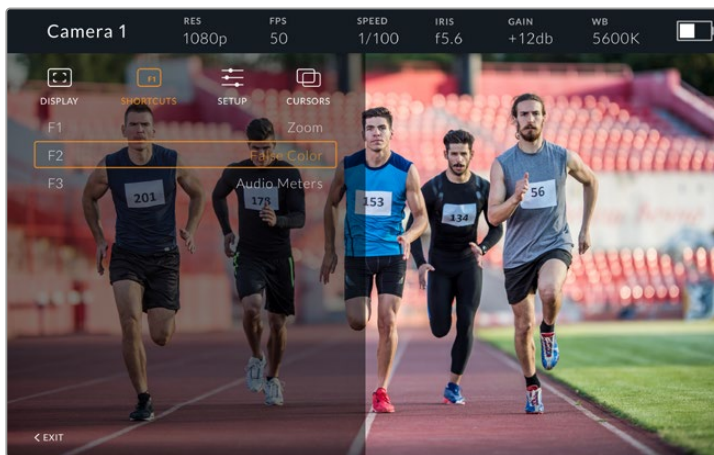 Camera 1 RES FPS SPEED IRIS GAIN WB
1080p 50 1/100 f5.6 +12db 5600K
F1
DISPLAY SHORTCUTS SETUP CURSORS
F1 Zoom
F2 False Color
F3 Audio Meters
201 178 153 134 56
< EXIT